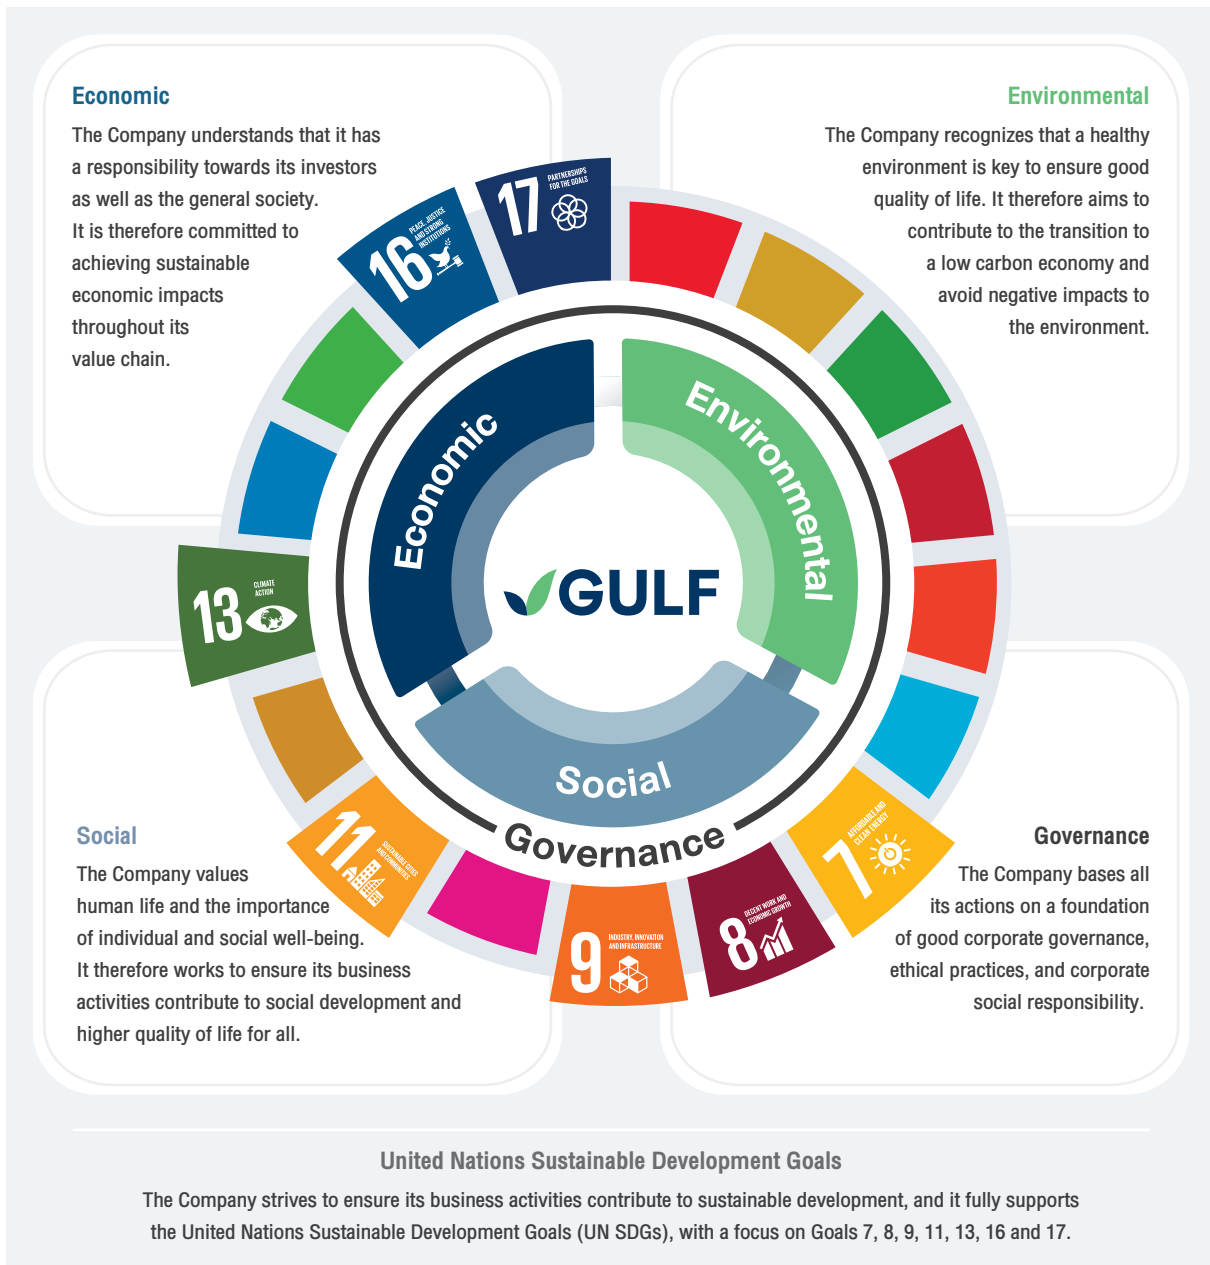 Economic
The Company understands that it has
a responsibility towards its investors
as well as the general society.
It is therefore committed to
achieving sustainable
economic impacts
throughout its
value chain.
Environmental
The Company recognizes that a healthy
environment is key to ensure good
quality of life. It therefore aims to
contribute to the transition to
a low carbon economy and
avoid negative impacts to
the environment.
17
PARTNERSHIPS
FOR THE GOALS
16
PEACE, JUSTICE
AND STRONG
INSTITUTIONS
13
CLIMATE
ACTION
11
SUSTAINABLE CITIES
AND COMMUNITIES
9
INDUSTRY, INNOVATION
AND INFRASTRUCTURE
8
DECENT WORK AND
ECONOMIC GROWTH
7
AFFORDABLE AND
CLEAN ENERGY
Economic
Environmental
GULF
Social
Governance
Social
The Company values
human life and the importance
of individual and social well-being.
It therefore works to ensure its business
activities contribute to social development and
higher quality of life for all.
Governance
The Company bases all
its actions on a foundation
of good corporate governance,
ethical practices, and corporate
social responsibility.
United Nations Sustainable Development Goals
The Company strives to ensure its business activities contribute to sustainable development, and it fully supports
the United Nations Sustainable Development Goals (UN SDGs), with a focus on Goals 7, 8, 9, 11, 13, 16 and 17.